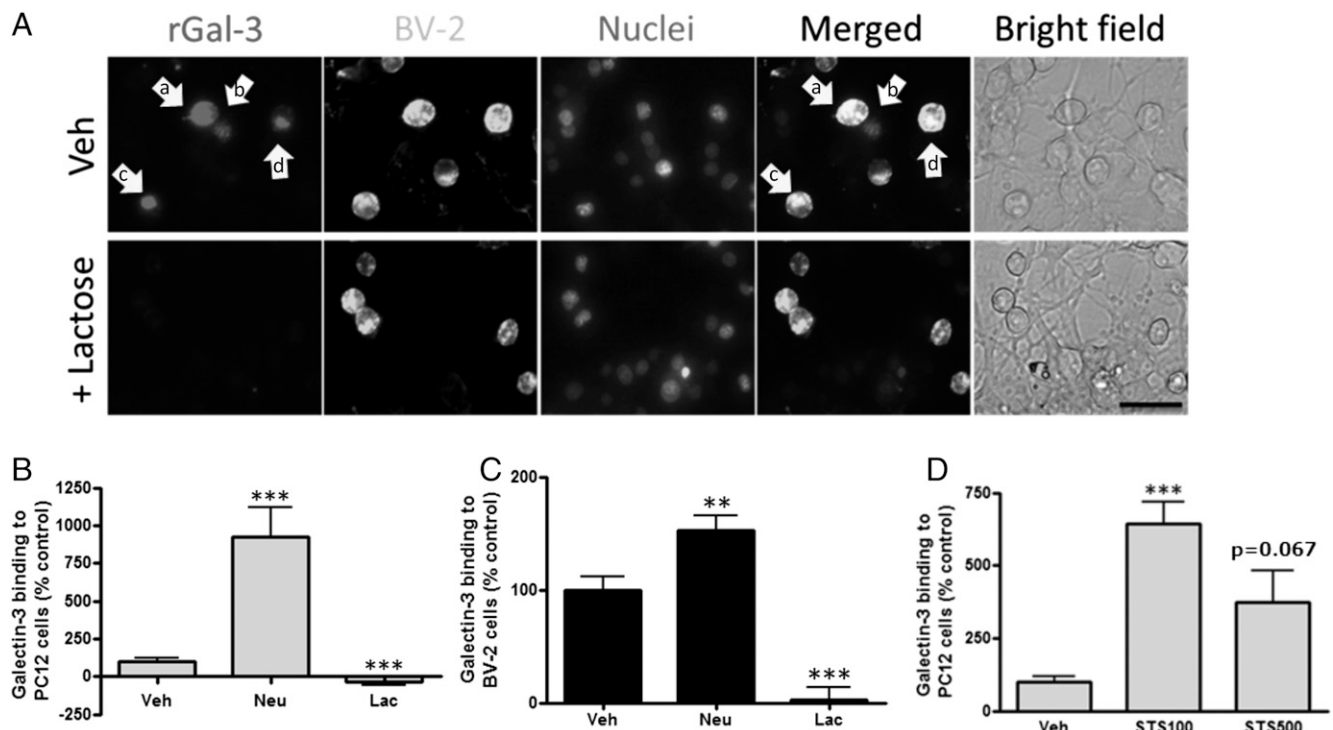 A
rGal-3 BV-2 Nuclei Merged Bright field
Veh
a b c d
a b c d
+ Lactose
B
Galectin-3 binding to
PC12 cells (% control)
1250
1000
750
500
250
0
-250
***
***
Veh Neu Lac
C
Galectin-3 binding to
BV-2 cells (% control)
200
100
0
**
***
Veh Neu Lac
D
Galectin-3 binding to
PC12 cells (% control)
750
500
250
0
***
p=0.067
Veh STS100 STS500